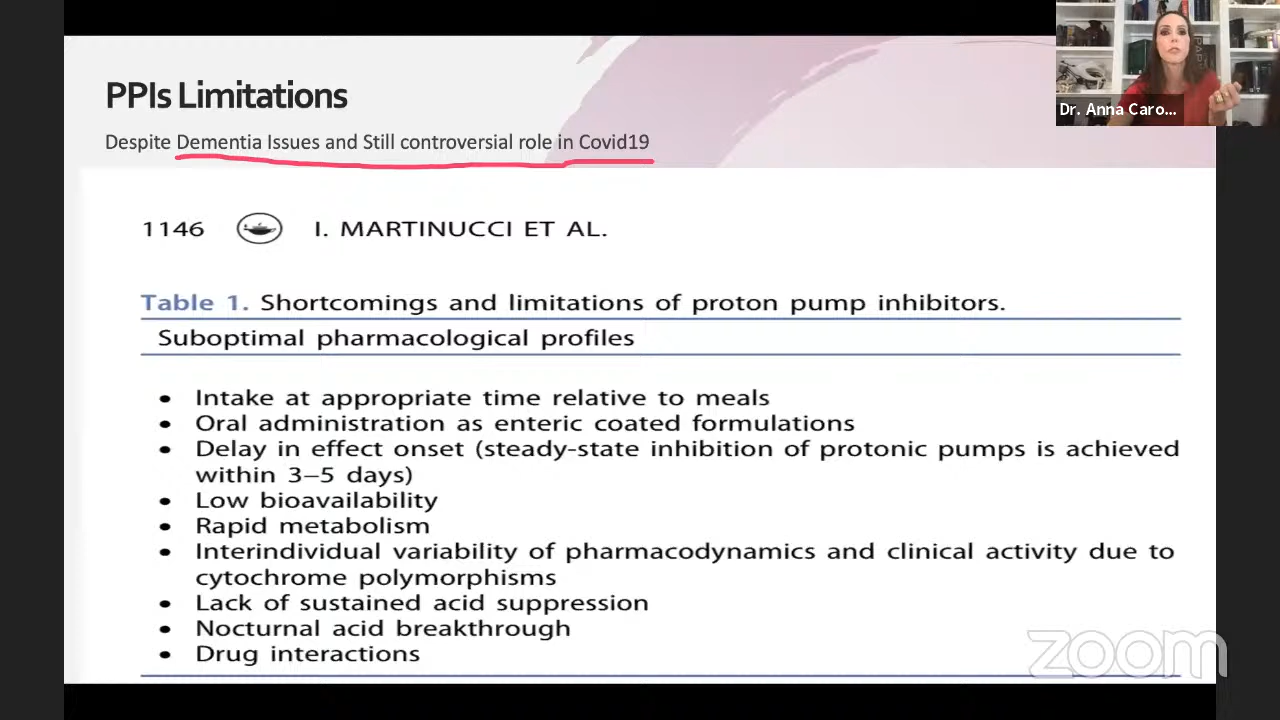 PPIs Limitations
Despite Dementia Issues and Still controversial role in Covid19
Dr. Anna Caro...
1146 I. MARTINUCCI ET AL.
Table 1. Shortcomings and limitations of proton pump inhibitors.
Suboptimal pharmacological profiles
• Intake at appropriate time relative to meals
• Oral administration as enteric coated formulations
• Delay in effect onset (steady-state inhibition of protonic pumps is achieved
within 3–5 days)
• Low bioavailability
• Rapid metabolism
• Interindividual variability of pharmacodynamics and clinical activity due to
cytochrome polymorphisms
• Lack of sustained acid suppression
• Nocturnal acid breakthrough
• Drug interactions
zoom